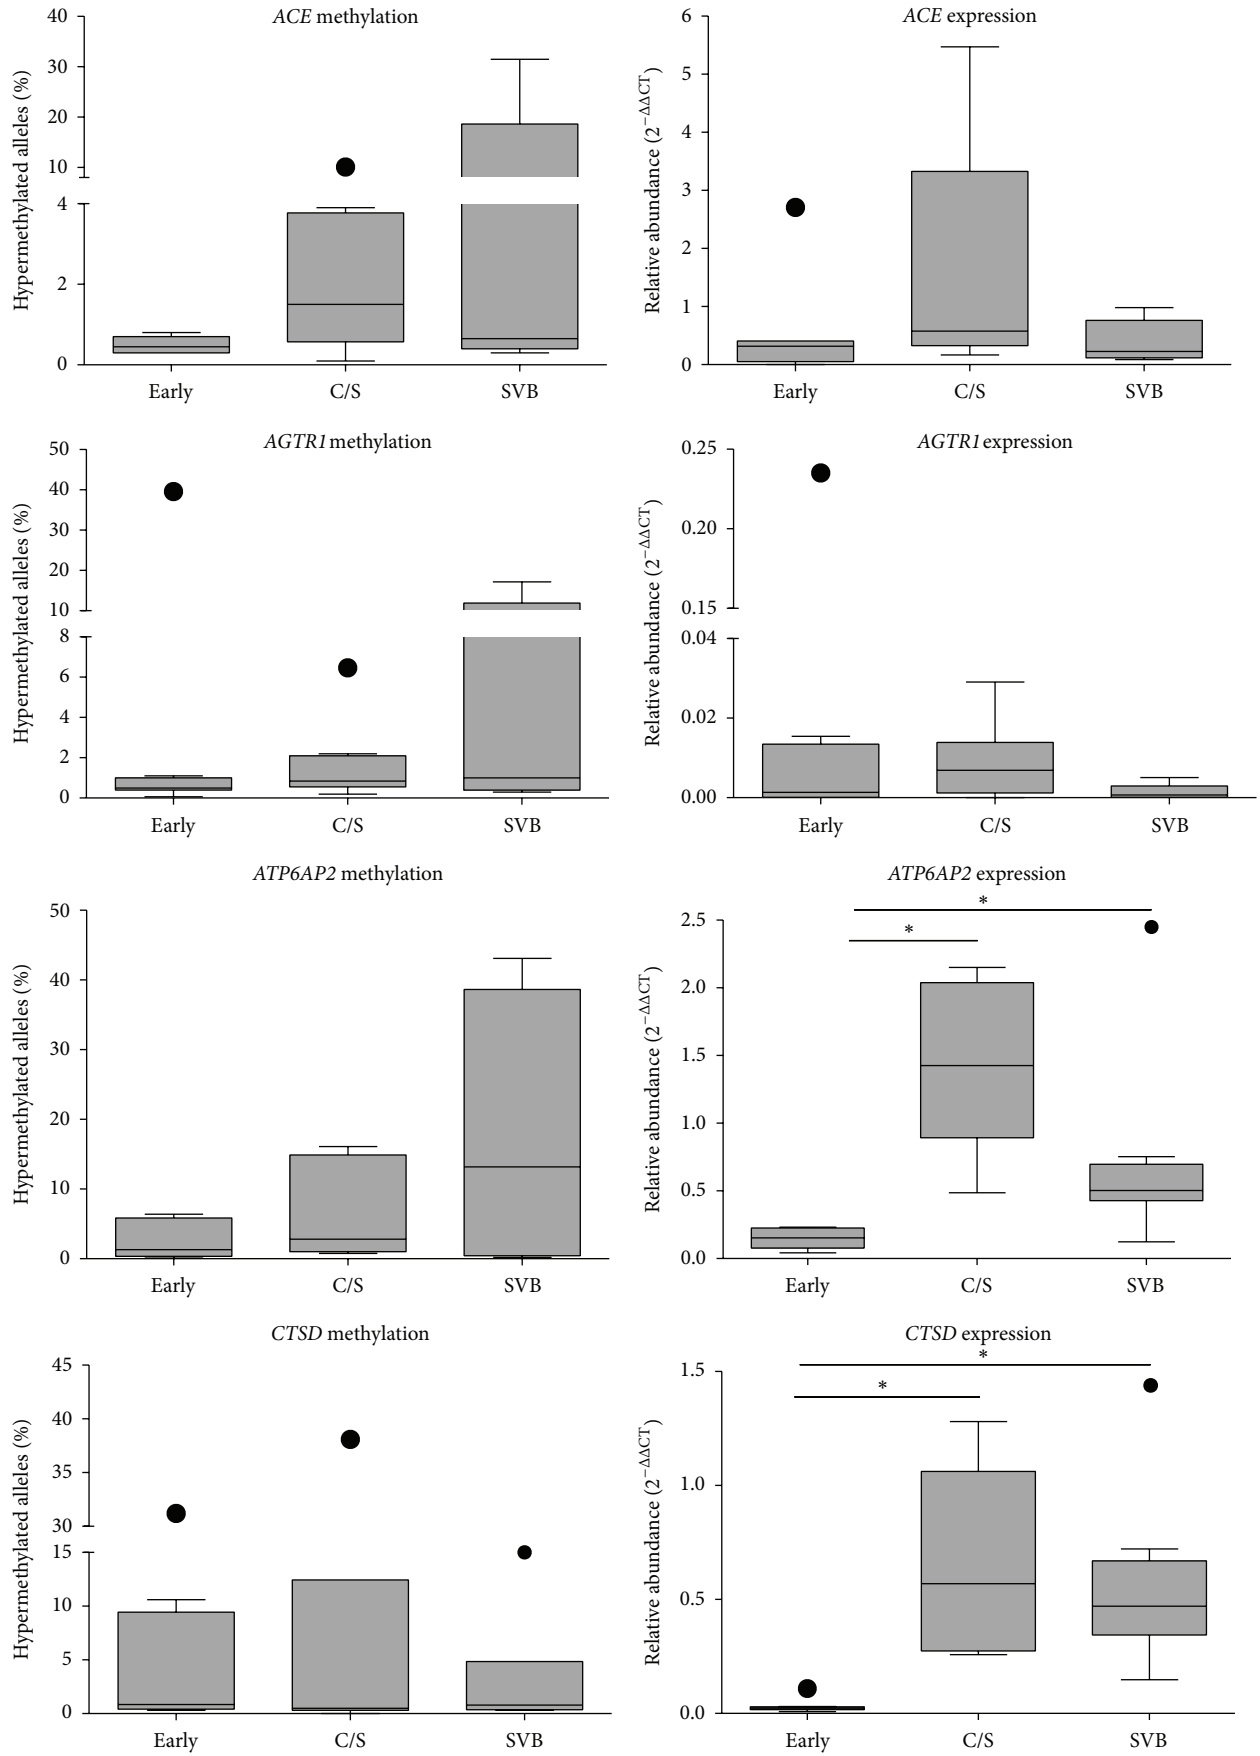 ACE methylation
Hypermethylated alleles (%)
40
30
20
10
4
2
0
Early C/S SVB
ACE expression
Relative abundance (2^−ΔΔCT)
6
5
4
3
2
1
0
Early C/S SVB
AGTR1 methylation
Hypermethylated alleles (%)
50
40
30
20
10
8
6
4
2
0
Early C/S SVB
AGTR1 expression
Relative abundance (2^−ΔΔCT)
0.25
0.20
0.15
0.04
0.02
0.00
Early C/S SVB
ATP6AP2 methylation
Hypermethylated alleles (%)
50
40
30
20
10
0
Early C/S SVB
ATP6AP2 expression
*
*
Relative abundance (2^−ΔΔCT)
2.5
2.0
1.5
1.0
0.5
0.0
Early C/S SVB
CTSD methylation
Hypermethylated alleles (%)
45
40
35
30
15
10
5
0
Early C/S SVB
CTSD expression
*
*
Relative abundance (2^−ΔΔCT)
1.5
1.0
0.5
0.0
Early C/S SVB